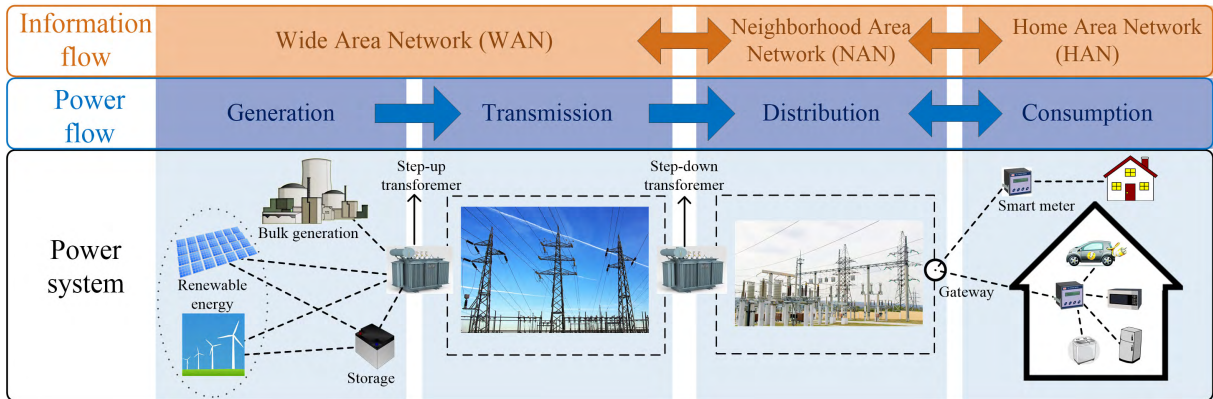 Information
flow
Wide Area Network (WAN)
Neighborhood Area
Network (NAN)
Home Area Network
(HAN)
Power
flow
Generation
Transmission
Distribution
Consumption
Power
system
Step-up
transforemer
Step-down
transforemer
Bulk generation
Smart meter
Renewable
energy
Gateway
Storage